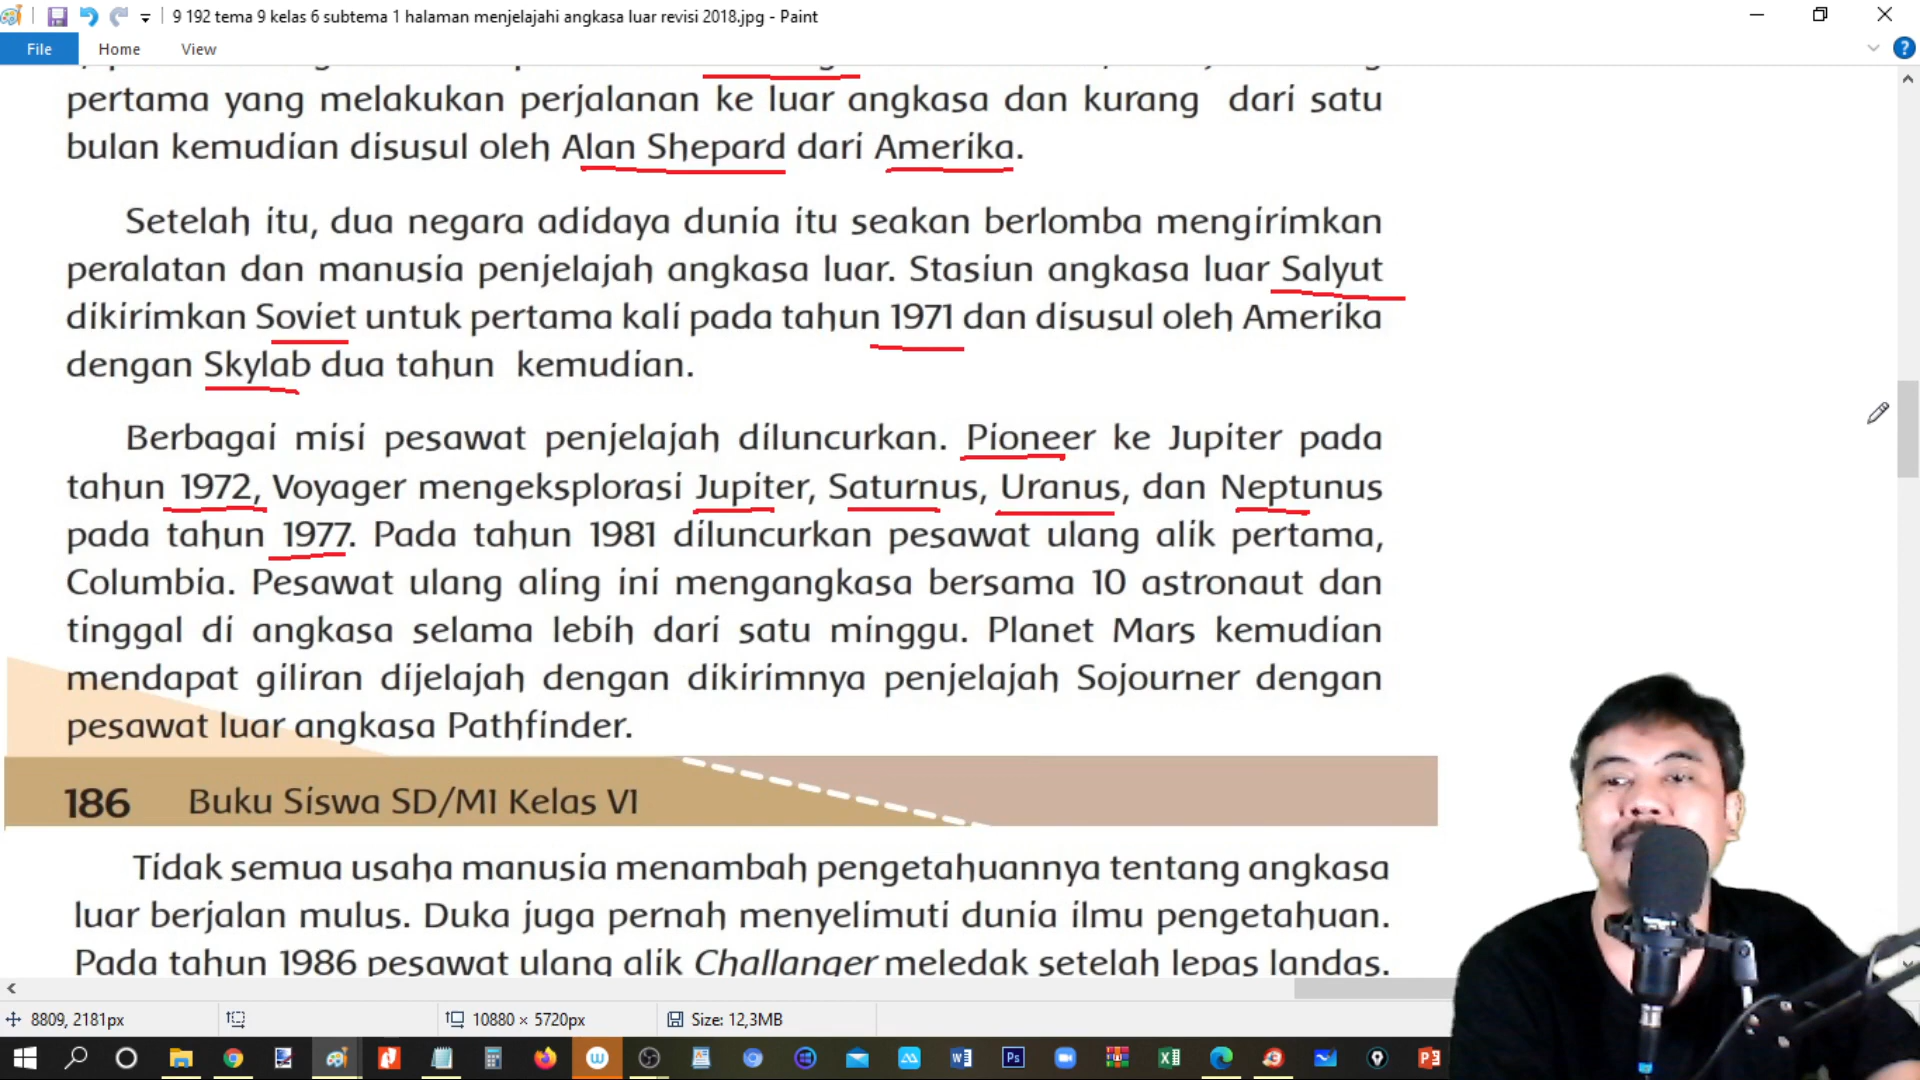 9 192 tema 9 kelas 6 subtema 1 halaman menjelajahi angkasa luar revisi 2018.jpg - Paint
File Home View
pertama yang melakukan perjalanan ke luar angkasa dan kurang dari satu
bulan kemudian disusul oleh Alan Shepard dari Amerika.
Setelah itu, dua negara adidaya dunia itu seakan berlomba mengirimkan
peralatan dan manusia penjelajah angkasa luar. Stasiun angkasa luar Salyut
dikirimkan Soviet untuk pertama kali pada tahun 1971 dan disusul oleh Amerika
dengan Skylab dua tahun kemudian.
Berbagai misi pesawat penjelajah diluncurkan. Pioneer ke Jupiter pada
tahun 1972, Voyager mengeksplorasi Jupiter, Saturnus, Uranus, dan Neptunus
pada tahun 1977. Pada tahun 1981 diluncurkan pesawat ulang alik pertama,
Columbia. Pesawat ulang aling ini mengangkasa bersama 10 astronaut dan
tinggal di angkasa selama lebih dari satu minggu. Planet Mars kemudian
mendapat giliran dijelajah dengan dikirimnya penjelajah Sojourner dengan
pesawat luar angkasa Pathfinder.
186 Buku Siswa SD/MI Kelas VI
Tidak semua usaha manusia menambah pengetahuannya tentang angkasa
luar berjalan mulus. Duka juga pernah menyelimuti dunia ilmu pengetahuan.
Pada tahun 1986 pesawat ulang alik Challanger meledak setelah lepas landas.
8809, 2181px 10880 × 5720px Size: 12,3MB